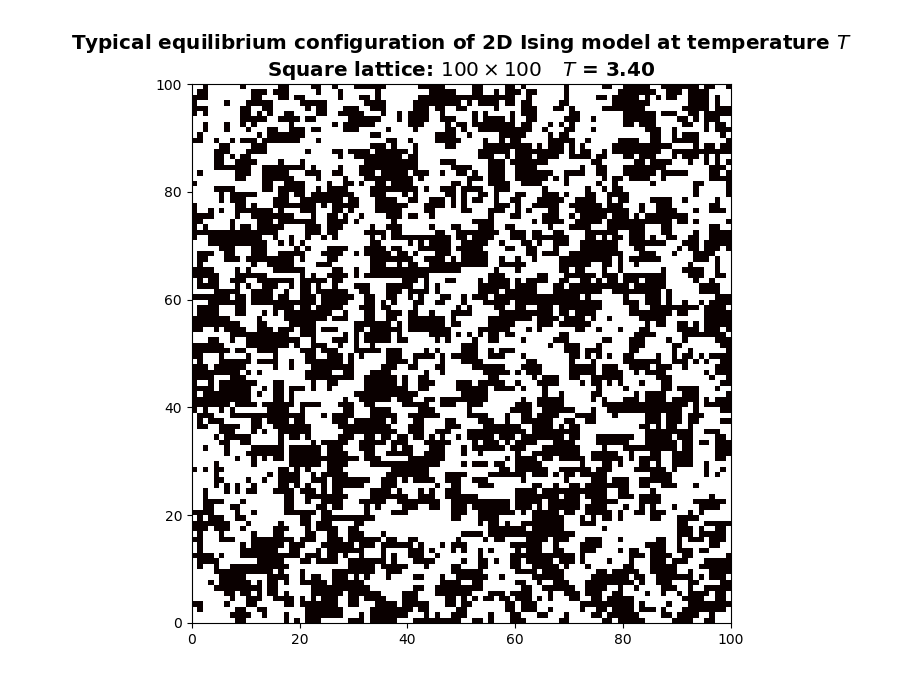 Typical equilibrium configuration of 2D Ising model at temperature T
Square lattice: 100 × 100 T = 3.40
100
80
60
40
20
0
0 20 40 60 80 100